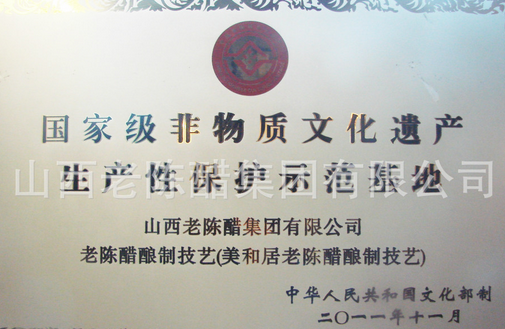 国家级非物质文化遗产
生产性保护示范基地
山西老陈醋集团有限公司
山西老陈醋集团有限公司
老陈醋酿制技艺(美和居老陈醋酿制技艺)
中华人民共和国文化部制
二〇一一年十一月